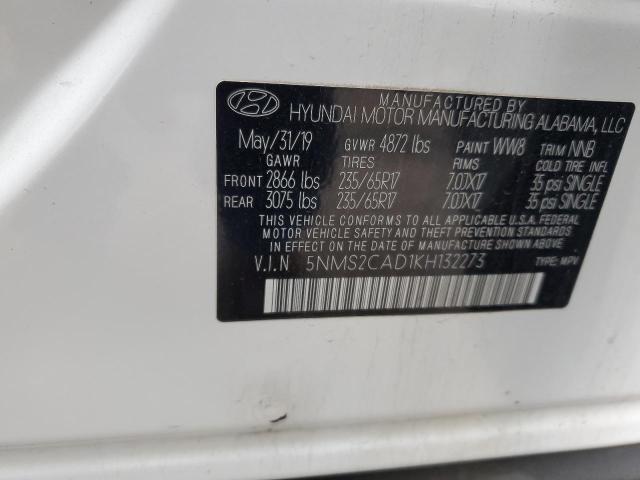 MANUFACTURED BY
HYUNDAI MOTOR MANUFACTURING ALABAMA, LLC
May/31/19 GVWR 4872 lbs PAINT WW8 TRIM NNB
GAWR TIRES RIMS COLD TIRE INFL
FRONT 2866 lbs 235/65R17 7.0JX17 35 psi SINGLE
REAR 3075 lbs 235/65R17 7.0JX17 35 psi SINGLE
THIS VEHICLE CONFORMS TO ALL APPLICABLE U.S.A. FEDERAL
MOTOR VEHICLE SAFETY AND THEFT PREVENTION STANDARDS
IN EFFECT ON THE DATE OF MANUFACTURE SHOWN ABOVE.
V.I.N 5NMS2CAD1KH132273 TYPE: MPV